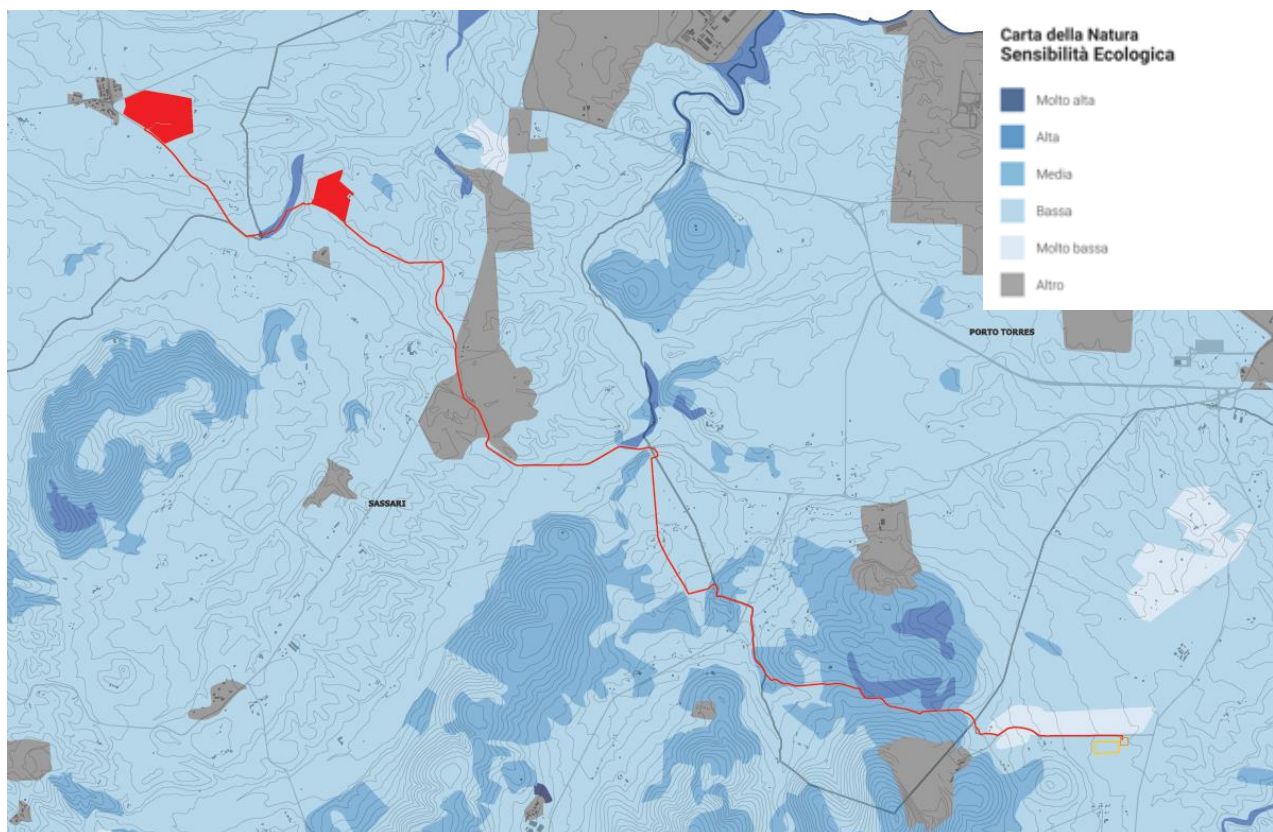 Carta della Natura
Sensibilità Ecologica
Molto alta
Alta
Media
Bassa
Molto bassa
Altro
PORTO TORRES
SASSARI